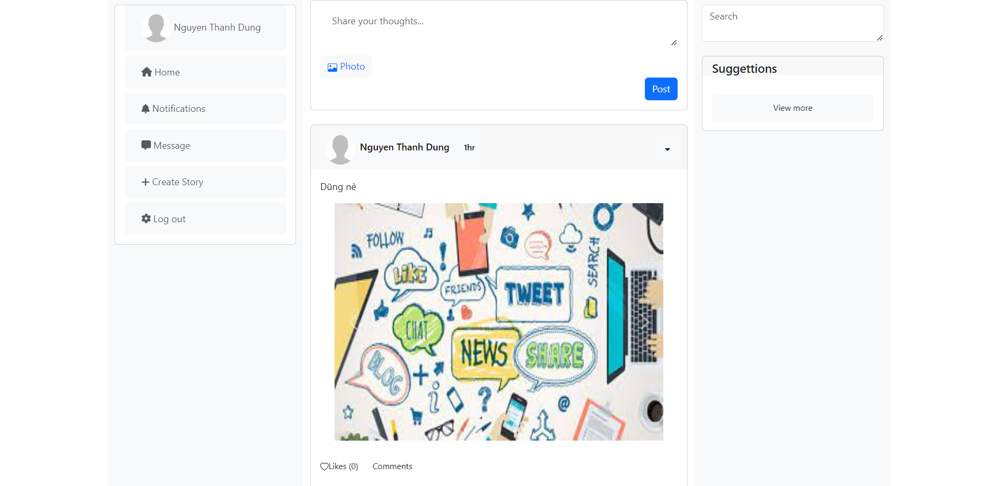 Nguyen Thanh Dung
Home
Notifications
Message
Create Story
Log out
Share your thoughts...
Photo
Post
Nguyen Thanh Dung 1hr
Dũng nè
FOLLOW
LIKE
FRIENDS
TWEET
SEARCH
CHAT
NEWS
SHARE
BLOG
+
i
?
@
Likes (0) Comments
Search
Suggettions
View more